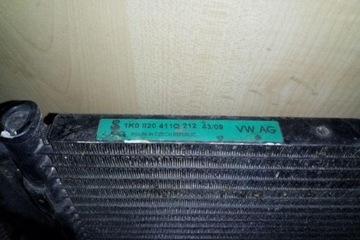 1K0 820 411Q 212 43/09 VW AG
MADE IN CZECH REPUBLIC